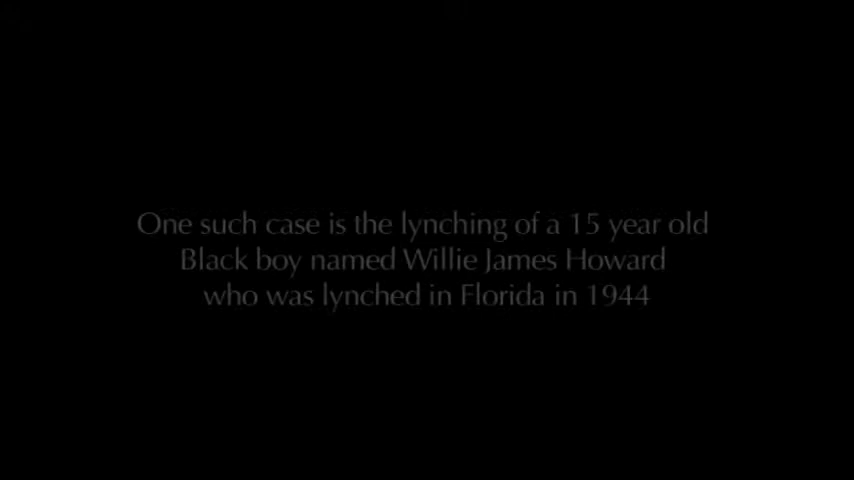 One such case is the lynching of a 15 year old
Black boy named Willie James Howard
who was lynched in Florida in 1944